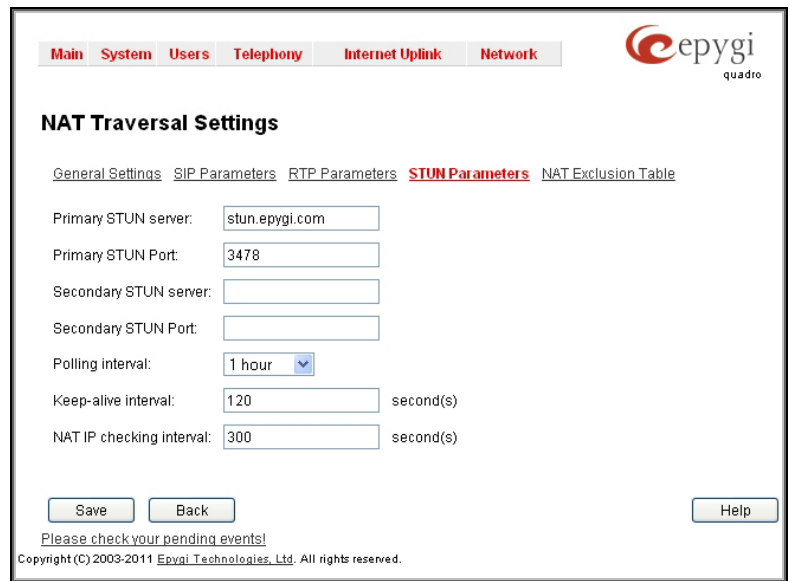 Main System Users Telephony Internet Uplink Network
epygi
quadro
NAT Traversal Settings
General Settings SIP Parameters RTP Parameters STUN Parameters NAT Exclusion Table
Primary STUN server: stun.epygi.com
Primary STUN Port: 3478
Secondary STUN server:
Secondary STUN Port:
Polling interval: 1 hour
Keep-alive interval: 120 second(s)
NAT IP checking interval: 300 second(s)
Save Back Help
Please check your pending events!
Copyright (C) 2003-2011 Epygi Technologies, Ltd. All rights reserved.